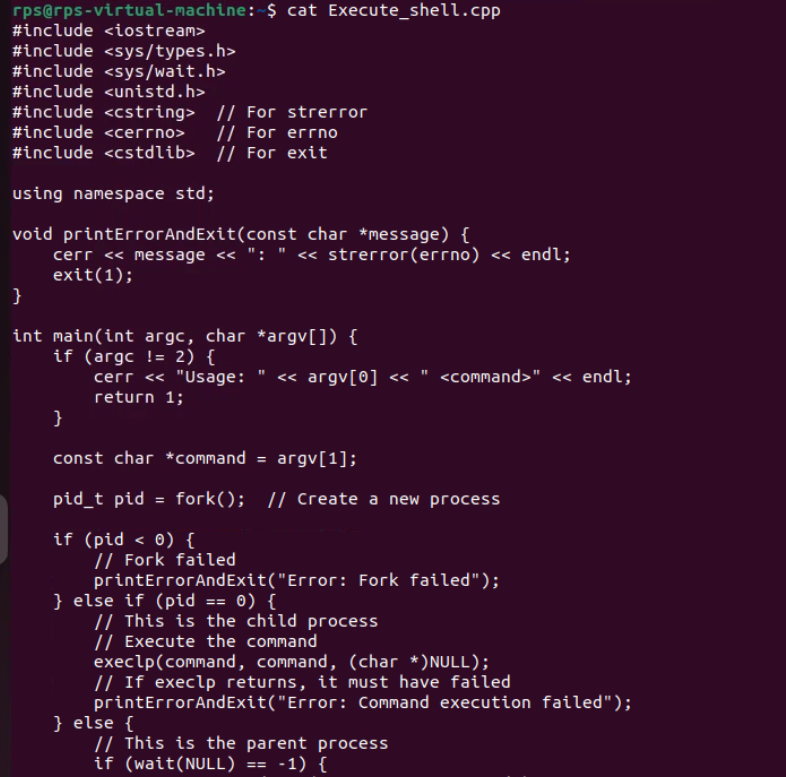 rps@rps-virtual-machine:~$ cat Execute_shell.cpp
#include <iostream>
#include <sys/types.h>
#include <sys/wait.h>
#include <unistd.h>
#include <cstring>  // For strerror
#include <cerrno>   // For errno
#include <cstdlib>  // For exit

using namespace std;

void printErrorAndExit(const char *message) {
    cerr << message << ": " << strerror(errno) << endl;
    exit(1);
}

int main(int argc, char *argv[]) {
    if (argc != 2) {
        cerr << "Usage: " << argv[0] << " <command>" << endl;
        return 1;
    }

    const char *command = argv[1];

    pid_t pid = fork();  // Create a new process

    if (pid < 0) {
        // Fork failed
        printErrorAndExit("Error: Fork failed");
    } else if (pid == 0) {
        // This is the child process
        // Execute the command
        execlp(command, command, (char *)NULL);
        // If execlp returns, it must have failed
        printErrorAndExit("Error: Command execution failed");
    } else {
        // This is the parent process
        if (wait(NULL) == -1) {